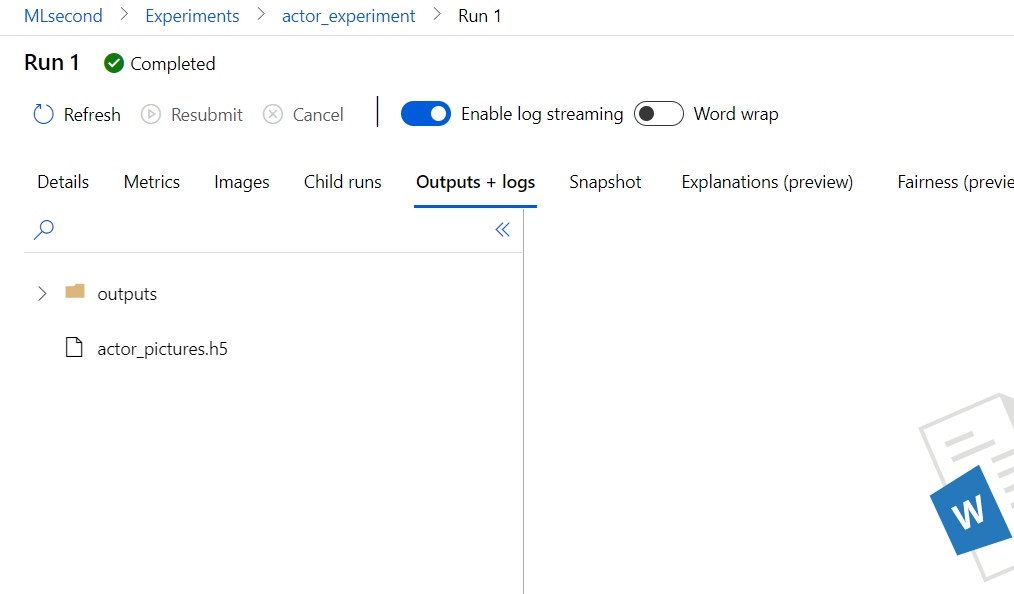 MLsecond > Experiments > actor_experiment > Run 1
Run 1 Completed
Refresh Resubmit Cancel Enable log streaming Word wrap
Details Metrics Images Child runs Outputs + logs Snapshot Explanations (preview) Fairness (previe
outputs
actor_pictures.h5
W